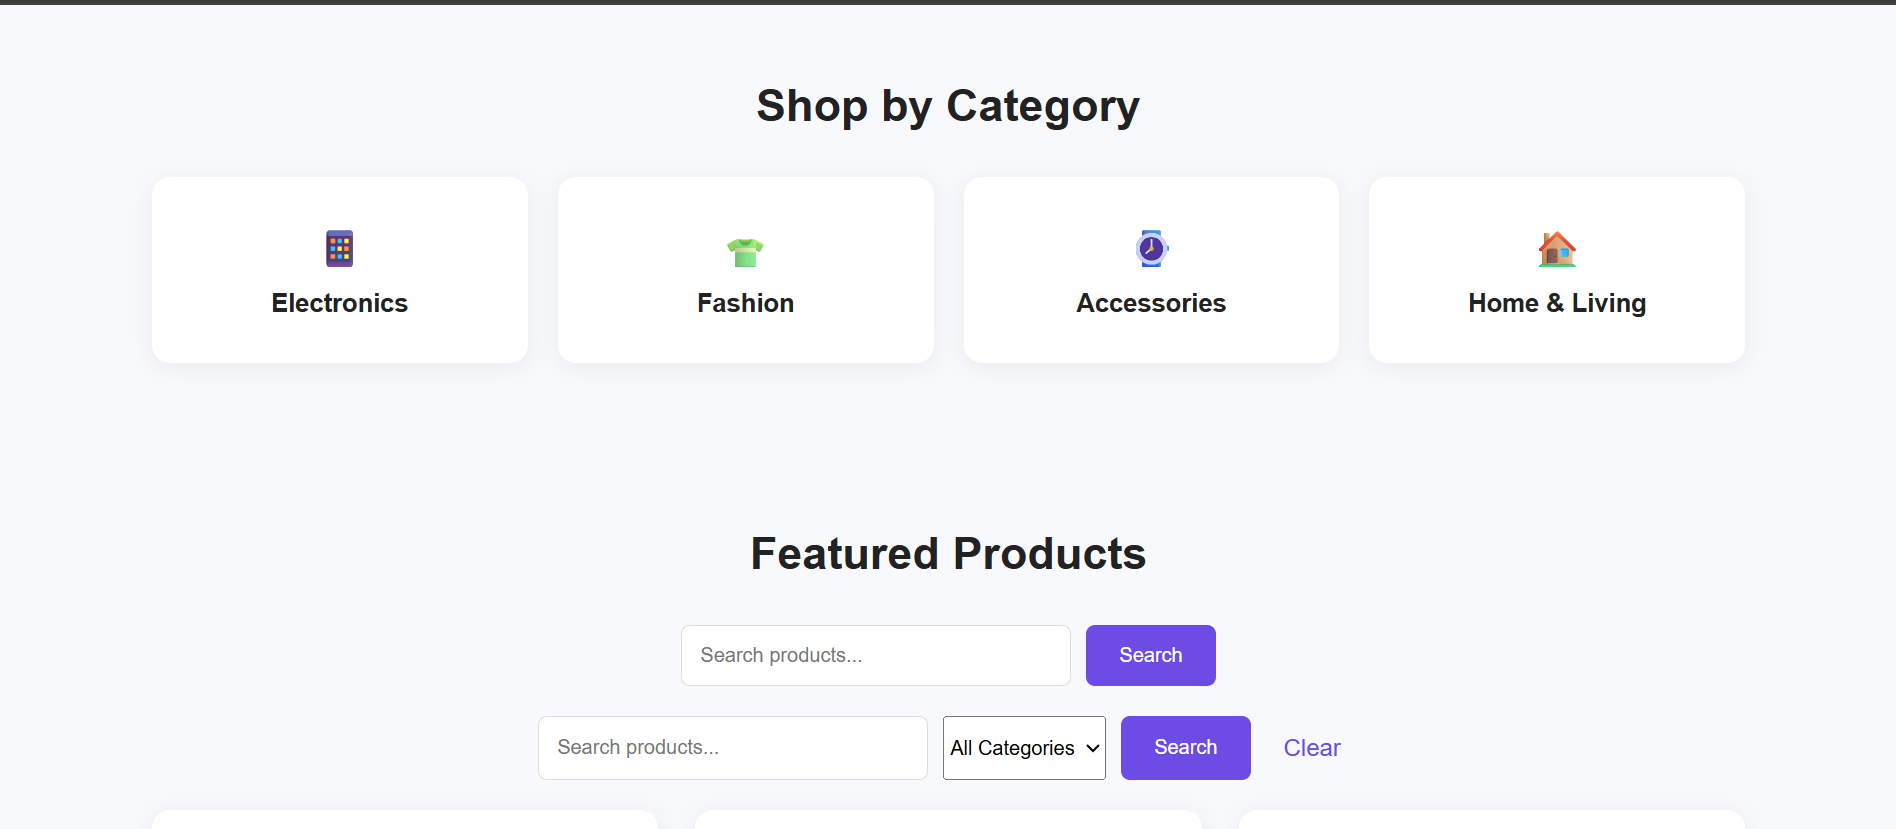 Shop by Category
Electronics
Fashion
Accessories
Home & Living
Featured Products
Search products...
Search
Search products...
All Categories
Search
Clear